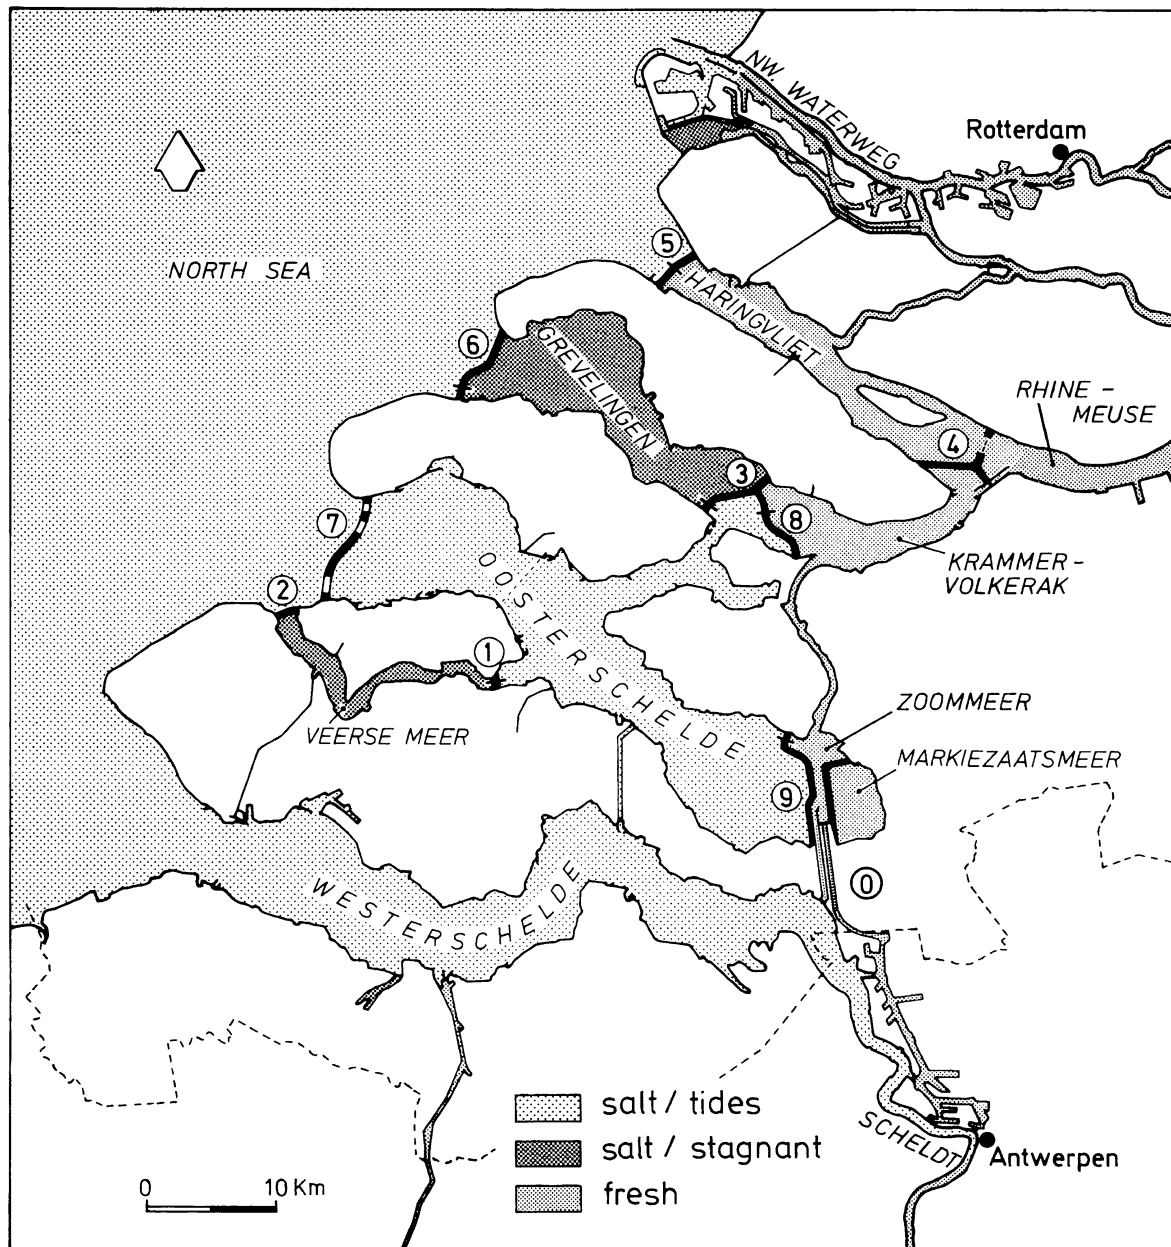 NW. WATERWEG
Rotterdam
5
NORTH SEA
HARINGVLIET
6
GREVELINGEN
RHINE -
MEUSE
4
3
7
8
KRAMMER -
VOLKERAK
2
OOSTERSCHELDE
1
ZOOMMEER
VEERSE MEER
MARKIEZAATSMEER
9
0
WESTERSCHELDE
salt / tides
salt / stagnant
fresh
SCHELDT
Antwerpen
0 10 Km